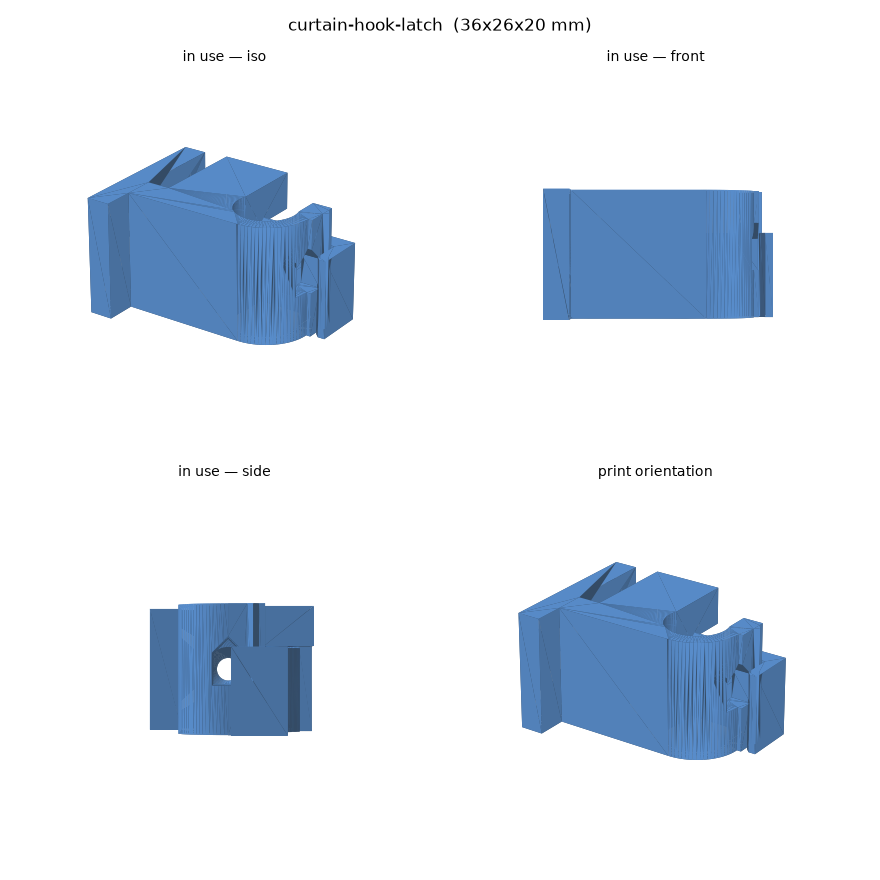 curtain-hook-latch  (36x26x20 mm)
in use — iso
in use — front
in use — side
print orientation